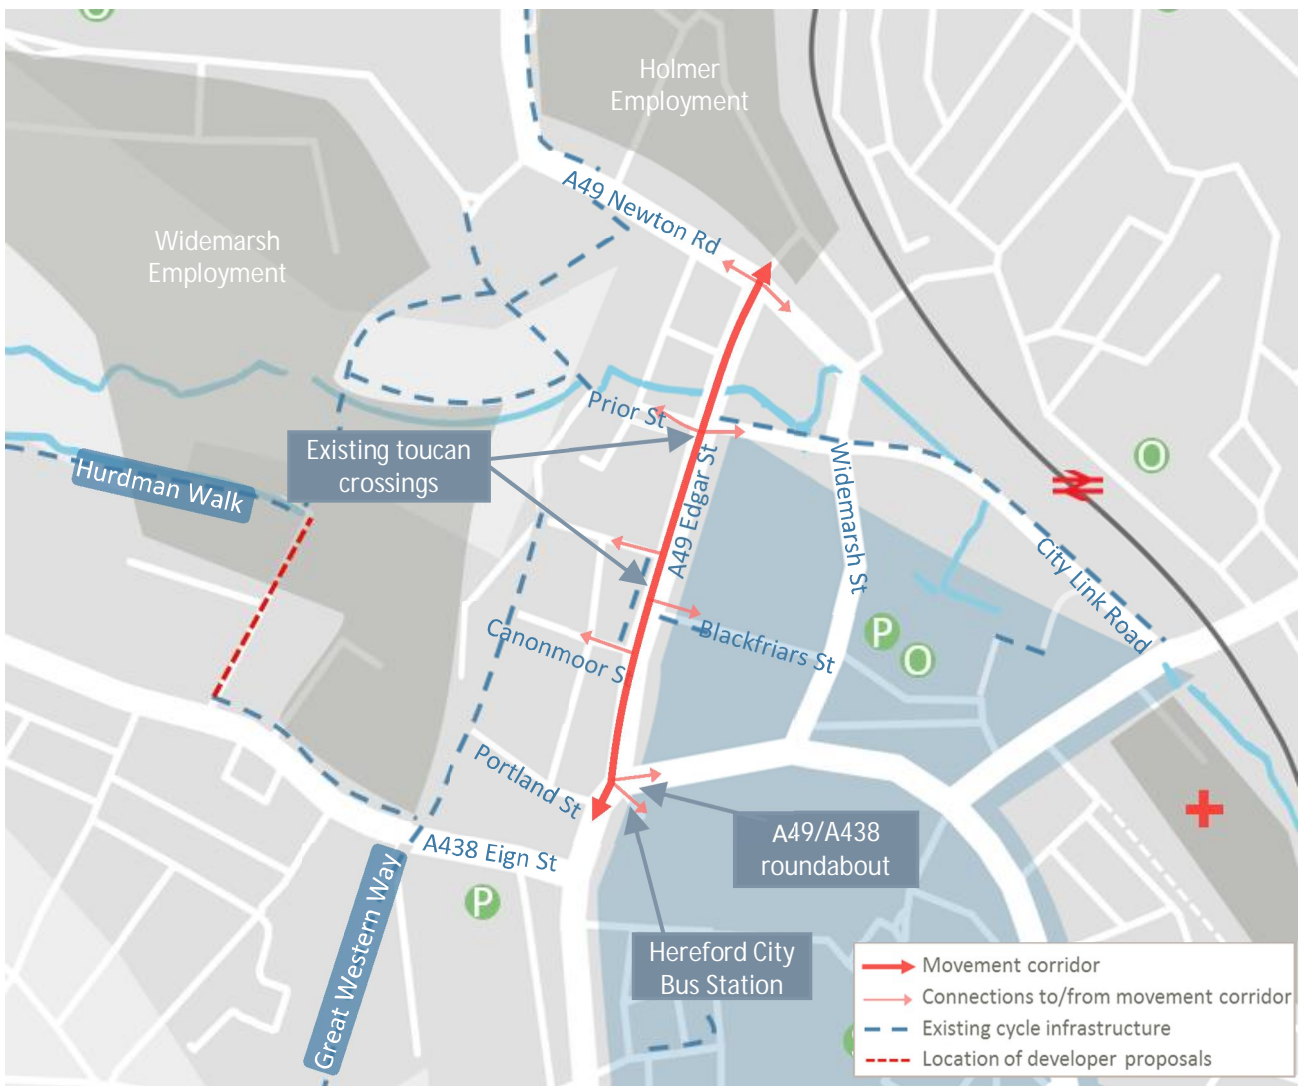 Holmer
Employment
A49 Newton Rd
Widemarsh
Employment
Prior St
Existing toucan
crossings
Hurdman Walk
A49 Edgar St
Widemarsh St
City Link Road
O
P
O
Blackfriars St
Canonmoor S
Portland St
A49/A438
roundabout
A438 Eign St
P
Great Western Way
Hereford City
Bus Station
Movement corridor
Connections to/from movement corridor
Existing cycle infrastructure
Location of developer proposals